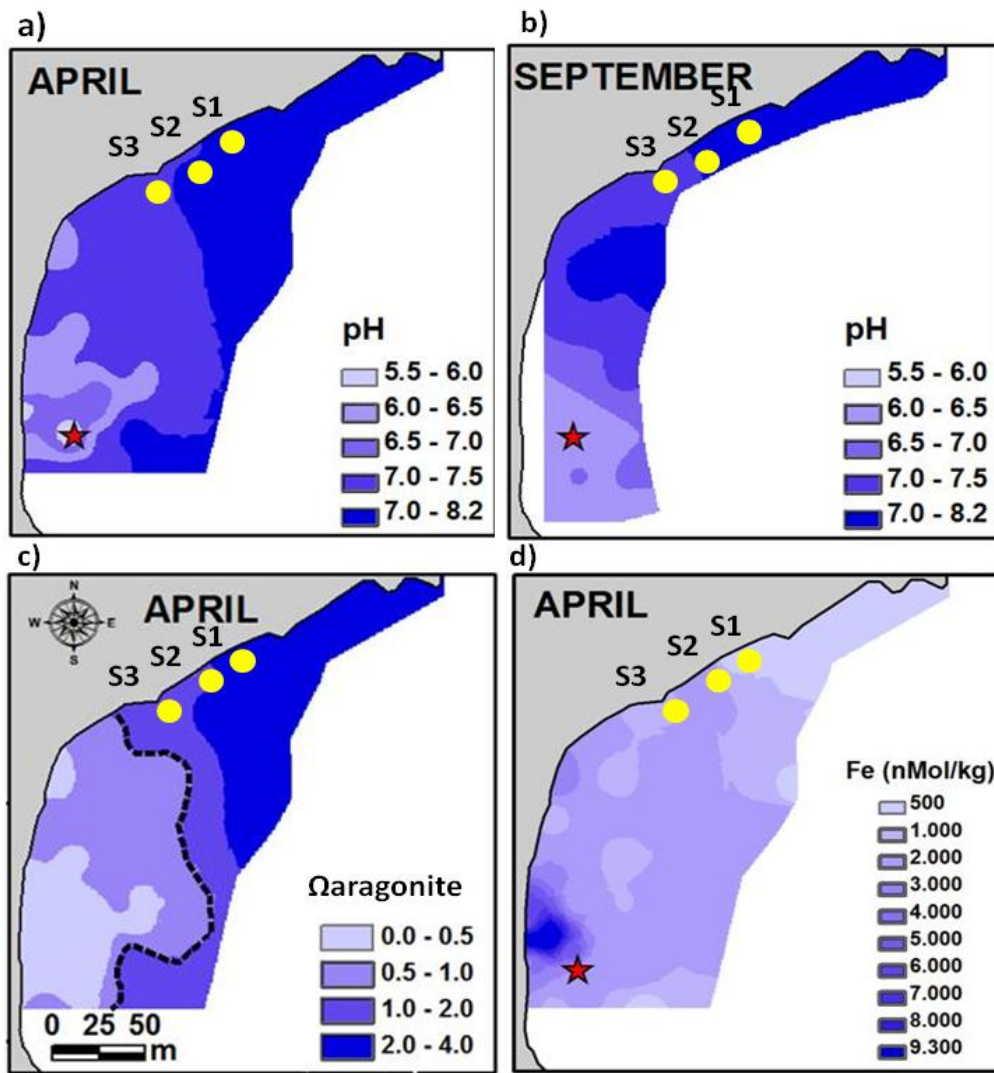 a)
APRIL
S1
S2
S3
pH
5.5 - 6.0
6.0 - 6.5
6.5 - 7.0
7.0 - 7.5
7.0 - 8.2
b)
SEPTEMBER
S1
S2
S3
pH
5.5 - 6.0
6.0 - 6.5
6.5 - 7.0
7.0 - 7.5
7.0 - 8.2
c)
N
W E
S
APRIL
S1
S2
S3
Ωaragonite
0.0 - 0.5
0.5 - 1.0
1.0 - 2.0
2.0 - 4.0
0 25 50
m
d)
APRIL
S1
S2
S3
Fe (nMol/kg)
500
1.000
2.000
3.000
4.000
5.000
6.000
7.000
8.000
9.300